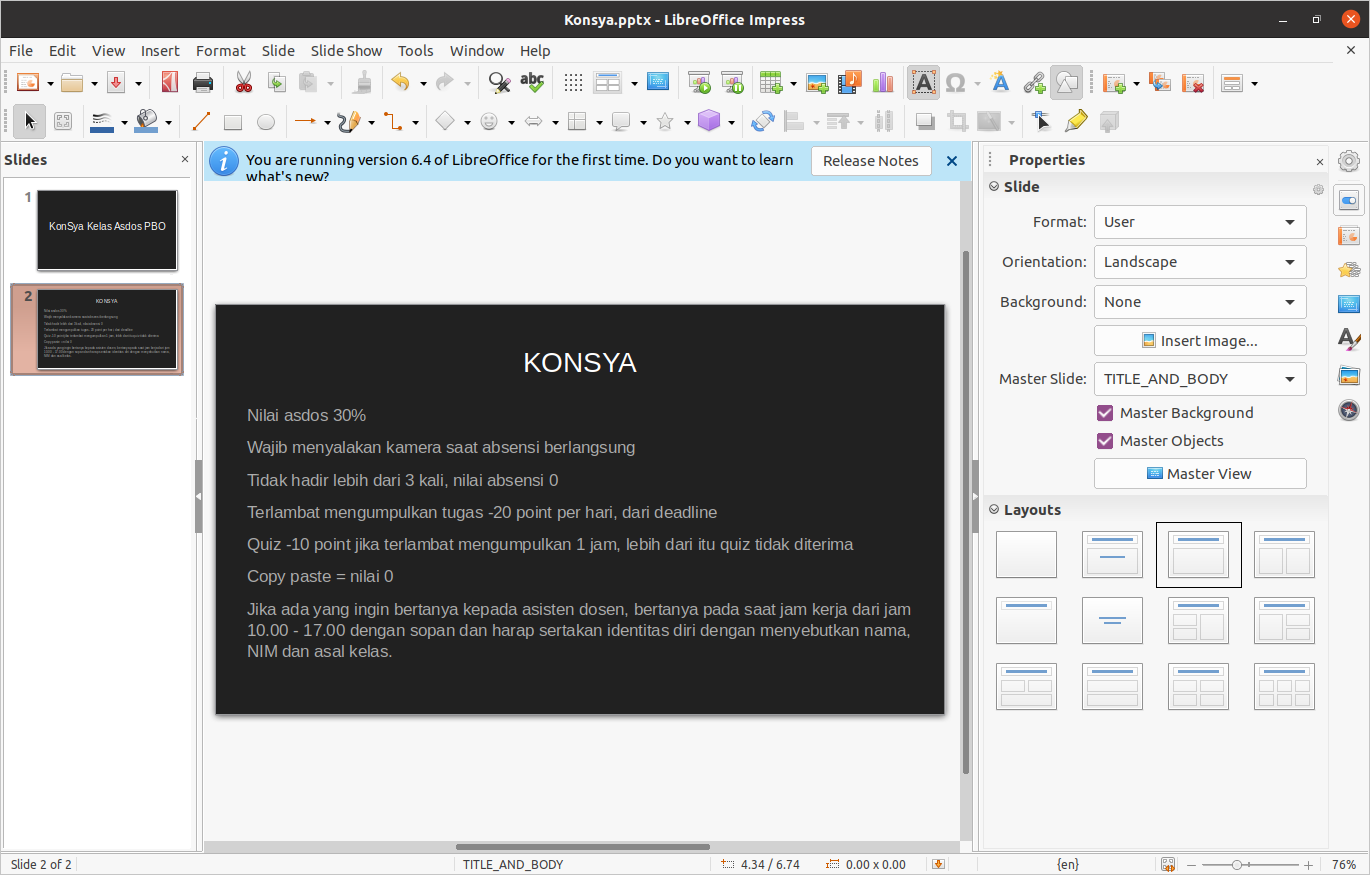 Konsya.pptx - LibreOffice Impress
File Edit View Insert Format Slide Slide Show Tools Window Help
Slides
1
KonSya Kelas Asdos PBO
2
KONSYA
You are running version 6.4 of LibreOffice for the first time. Do you want to learn
what's new?
Release Notes
KONSYA
Nilai asdos 30%
Wajib menyalakan kamera saat absensi berlangsung
Tidak hadir lebih dari 3 kali, nilai absensi 0
Terlambat mengumpulkan tugas -20 point per hari, dari deadline
Quiz -10 point jika terlambat mengumpulkan 1 jam, lebih dari itu quiz tidak diterima
Copy paste = nilai 0
Jika ada yang ingin bertanya kepada asisten dosen, bertanya pada saat jam kerja dari jam
10.00 - 17.00 dengan sopan dan harap sertakan identitas diri dengan menyebutkan nama,
NIM dan asal kelas.
Properties
Slide
Format: User
Orientation: Landscape
Background: None
Insert Image...
Master Slide: TITLE_AND_BODY
Master Background
Master Objects
Master View
Layouts
Slide 2 of 2
TITLE_AND_BODY
4.34 / 6.74
0.00 x 0.00
{en}
76%